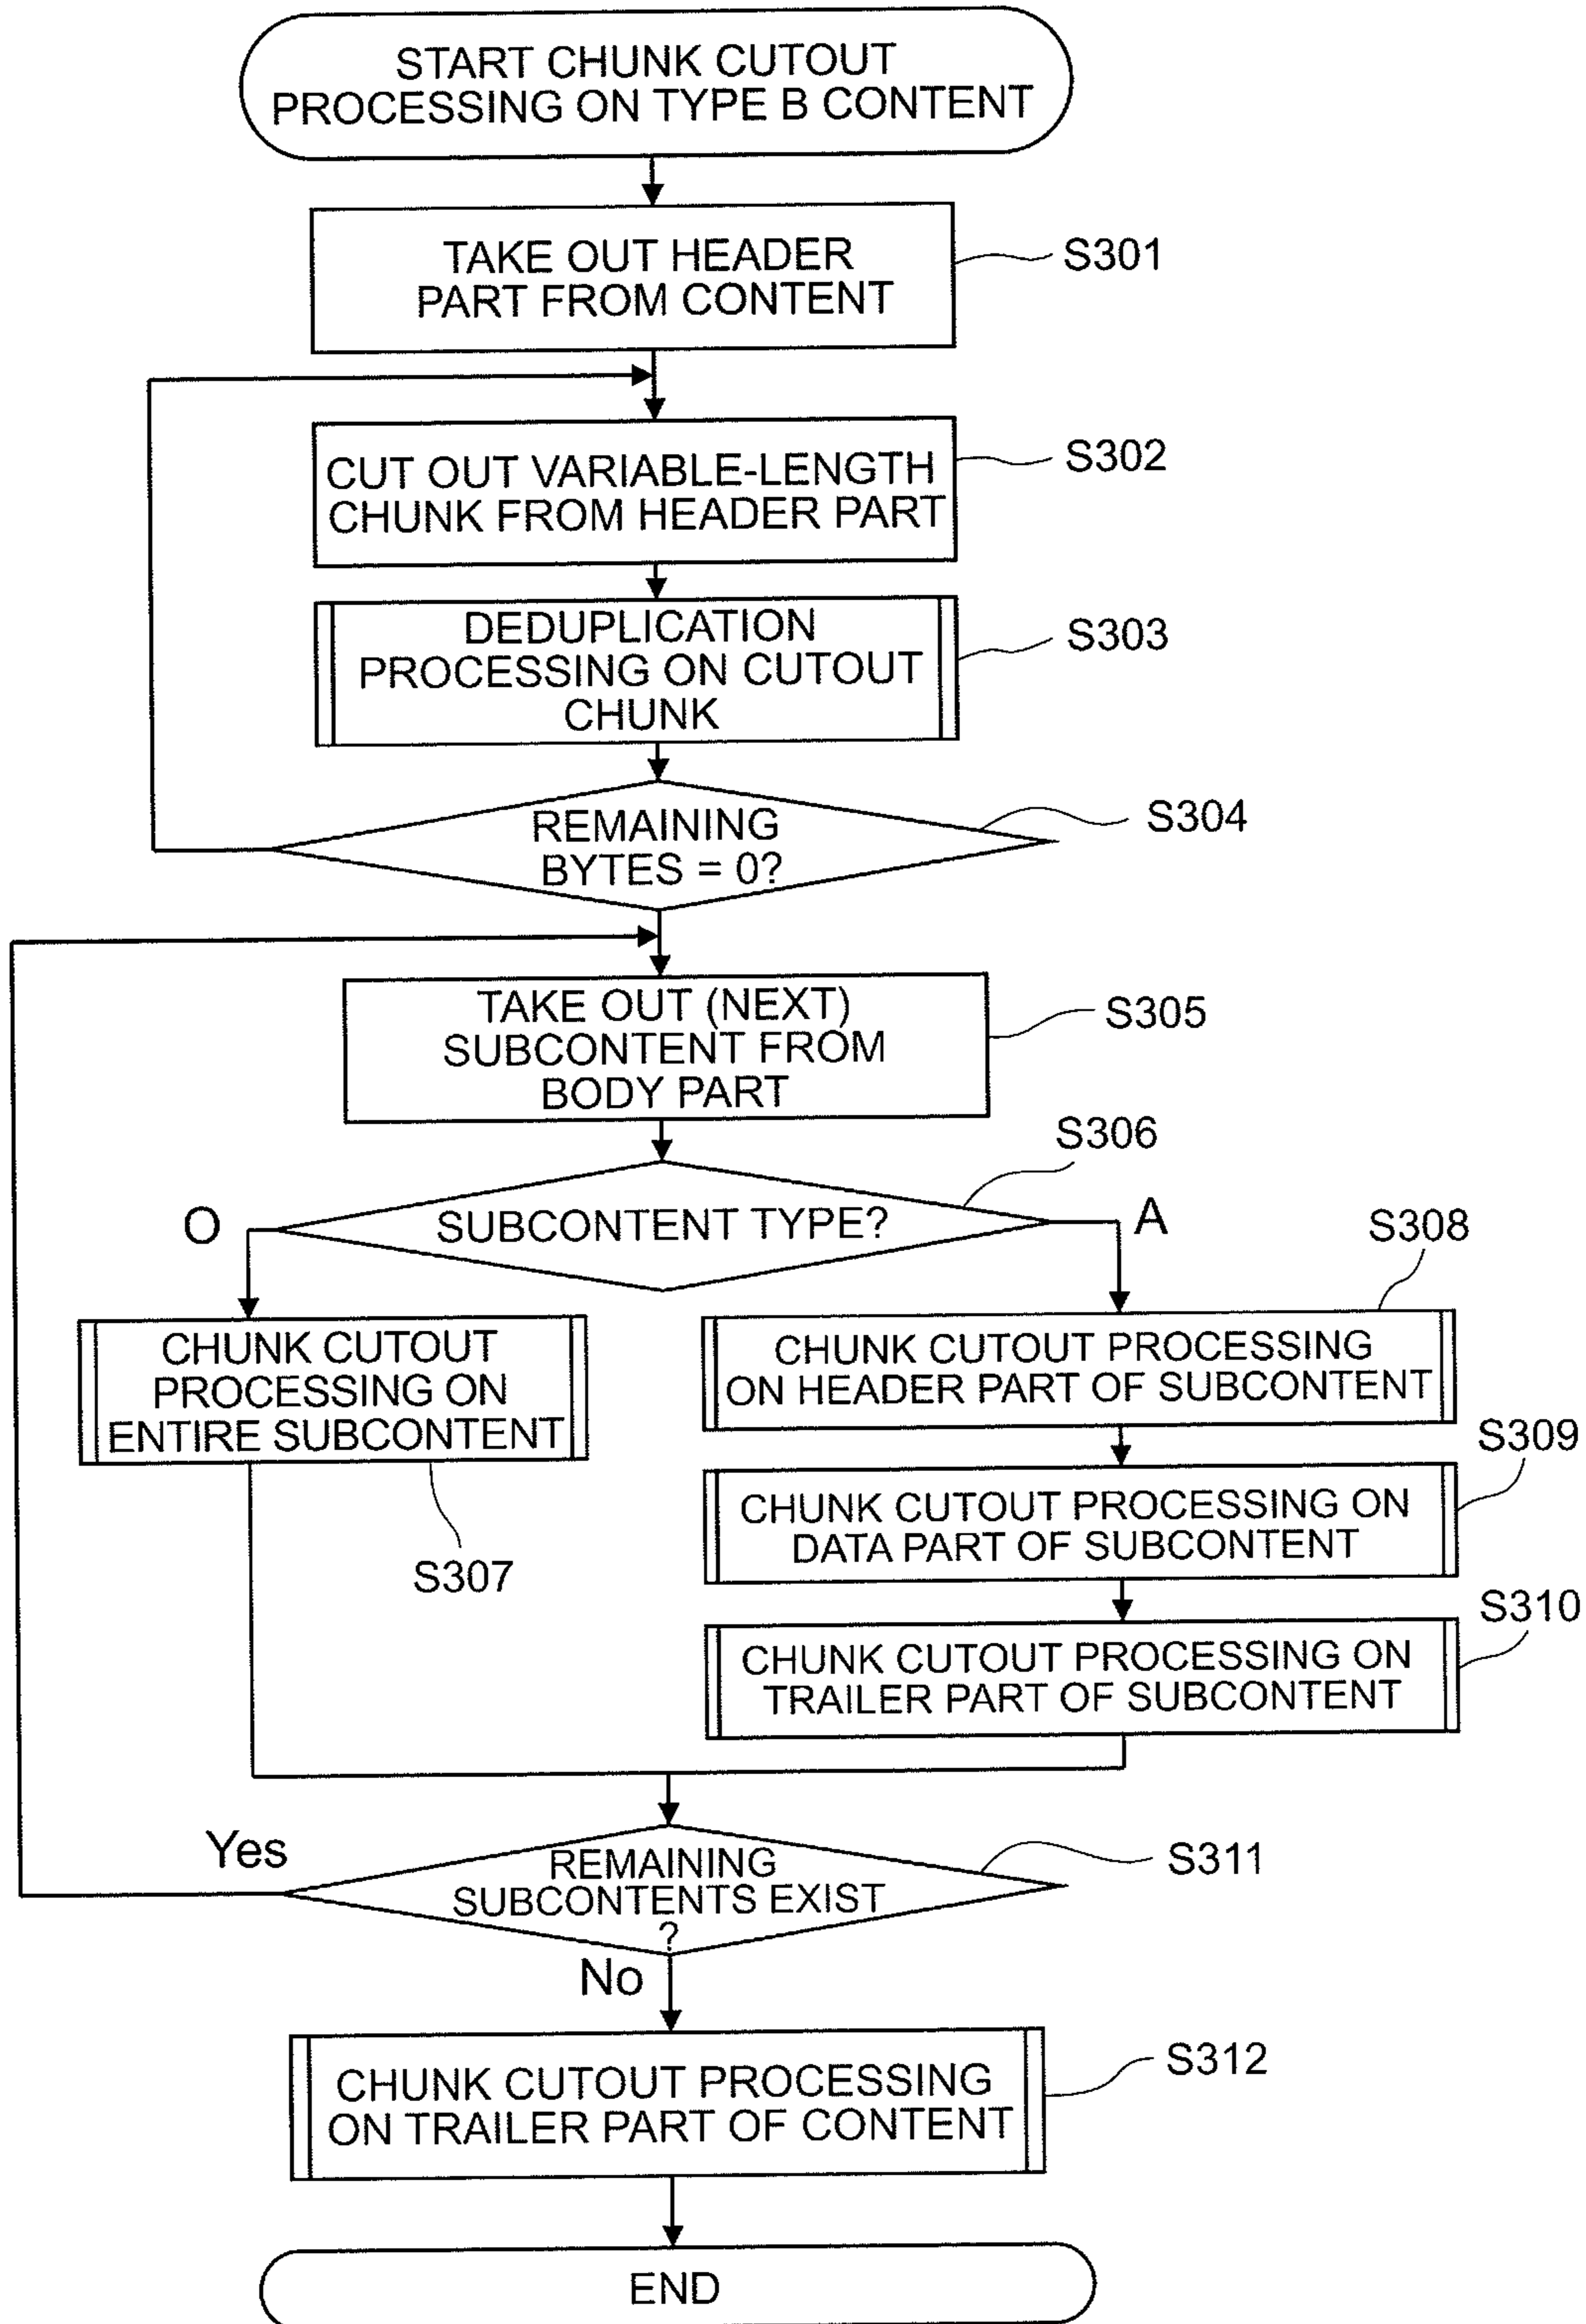 START CHUNK CUTOUT
PROCESSING ON TYPE B CONTENT
TAKE OUT HEADER
PART FROM CONTENT
S301
CUT OUT VARIABLE-LENGTH
CHUNK FROM HEADER PART
S302
DEDUPLICATION
PROCESSING ON CUTOUT
CHUNK
S303
REMAINING
BYTES = 0?
S304
TAKE OUT (NEXT)
SUBCONTENT FROM
BODY PART
S305
SUBCONTENT TYPE?
S306
O
A
CHUNK CUTOUT
PROCESSING ON
ENTIRE SUBCONTENT
S307
CHUNK CUTOUT PROCESSING
ON HEADER PART OF SUBCONTENT
S308
CHUNK CUTOUT PROCESSING ON
DATA PART OF SUBCONTENT
S309
CHUNK CUTOUT PROCESSING ON
TRAILER PART OF SUBCONTENT
S310
REMAINING
SUBCONTENTS EXIST
?
S311
Yes
No
CHUNK CUTOUT PROCESSING
ON TRAILER PART OF CONTENT
S312
END